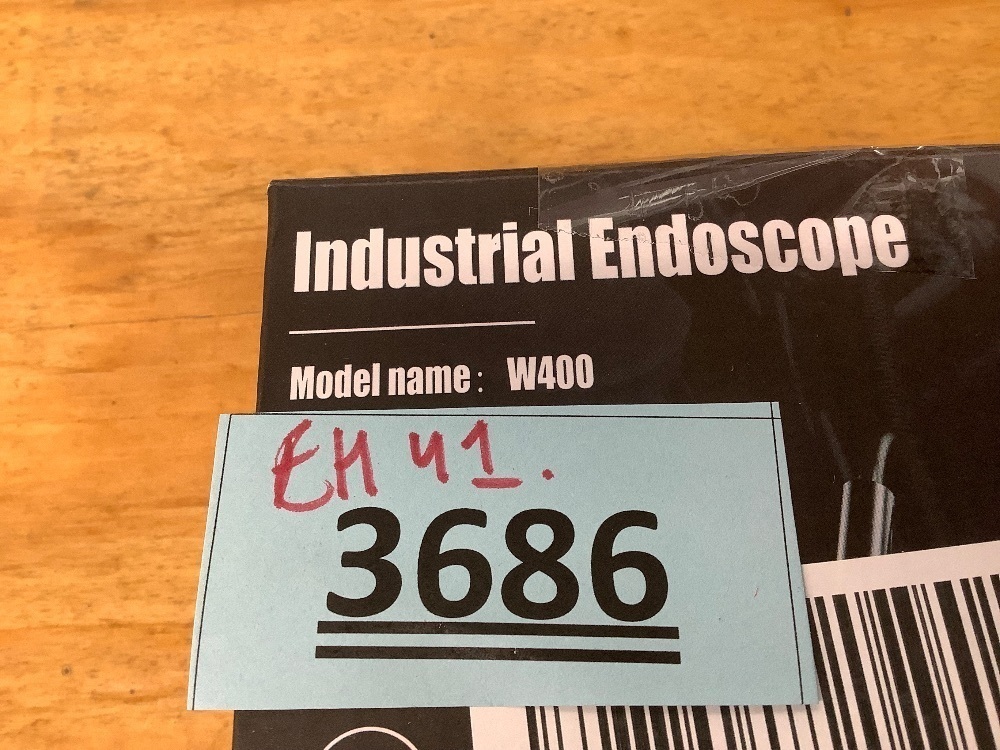 Industrial Endoscope
Model name: W400
EH 41.
3686